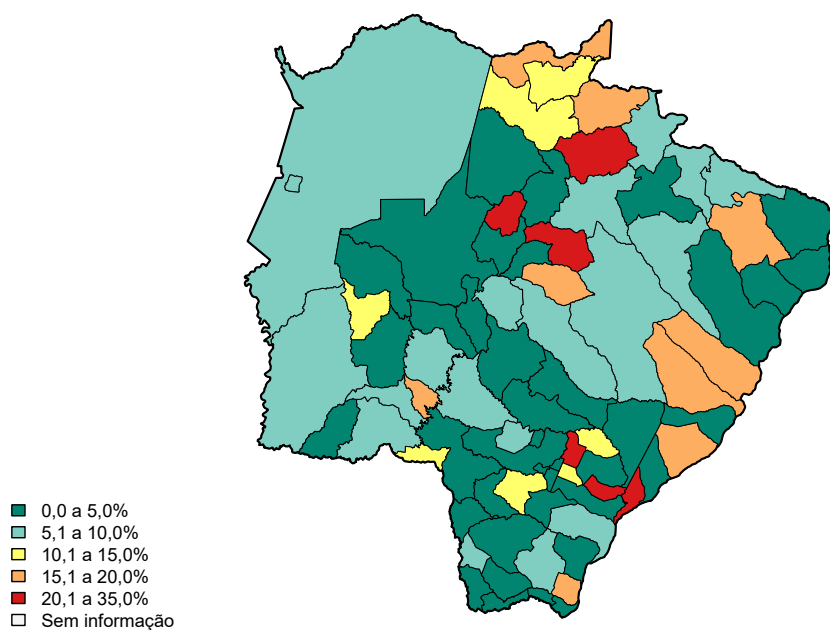 0,0 a 5,0%
5,1 a 10,0%
10,1 a 15,0%
15,1 a 20,0%
20,1 a 35,0%
Sem informação